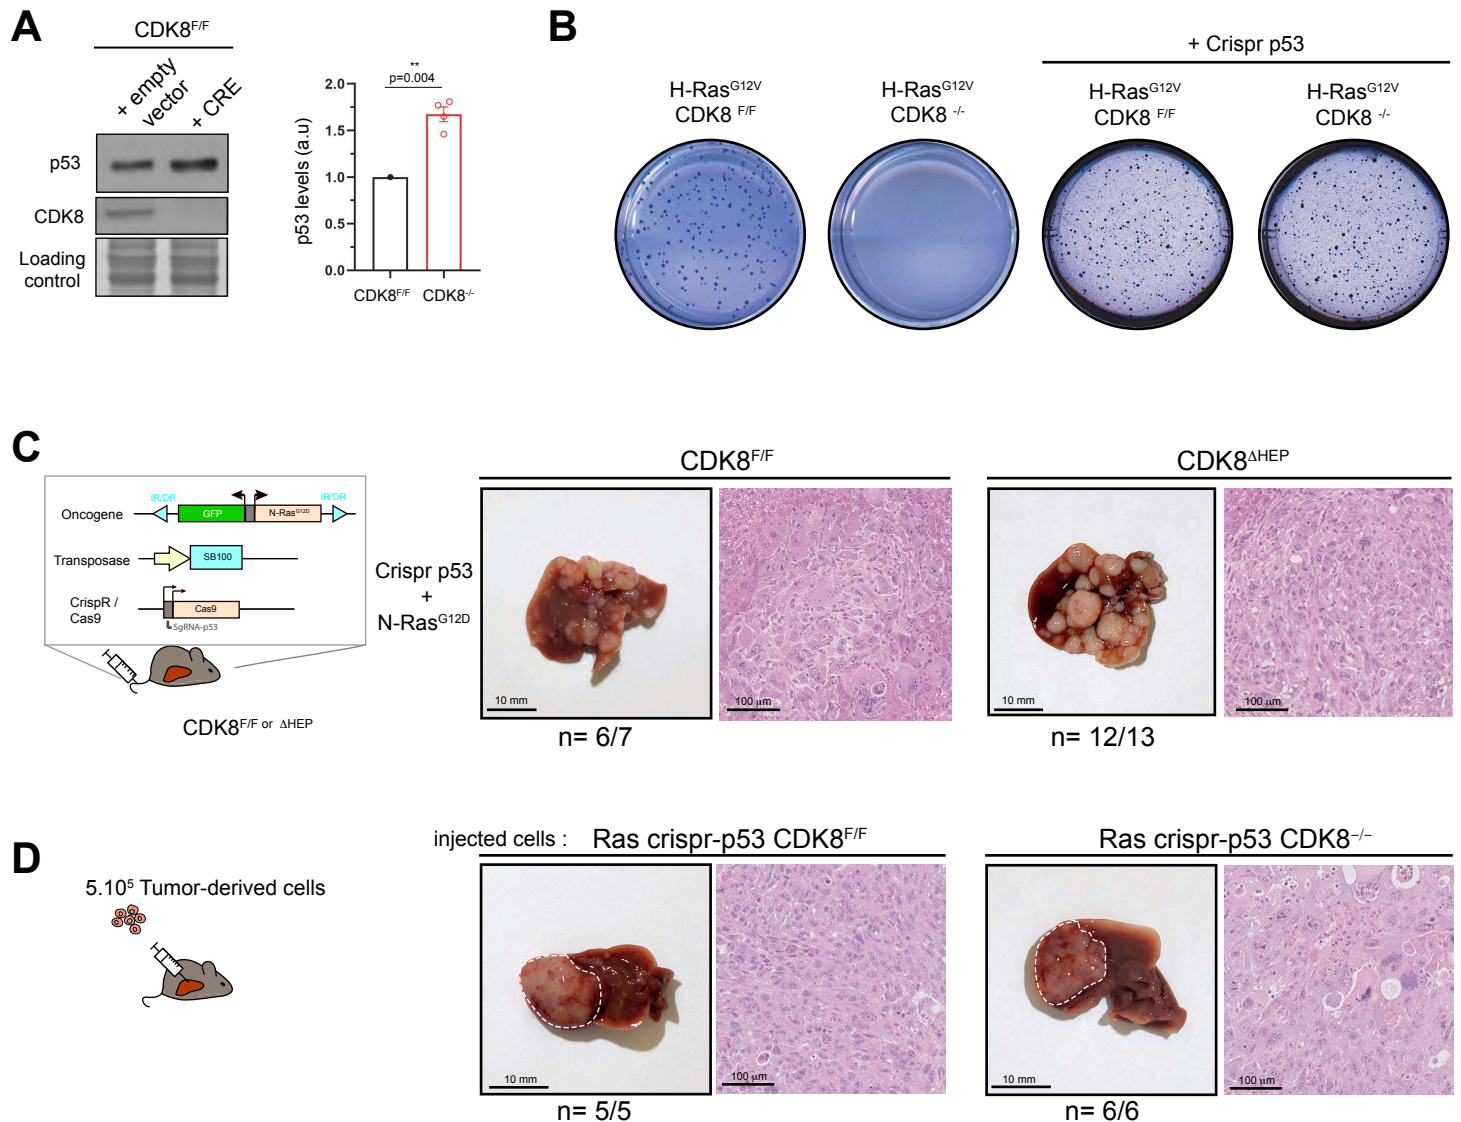 A
CDK8F/F
+ empty
vector
+ CRE
p53
CDK8
Loading
control
**
p=0.004
2.0
1.5
1.0
0.5
0.0
p53 levels (a.u)
CDK8F/F
CDK8-/-
B
+ Crispr p53
H-RasG12V
CDK8 F/F
H-RasG12V
CDK8 -/-
H-RasG12V
CDK8 F/F
H-RasG12V
CDK8 -/-
C
IR/DR
IR/DR
Oncogene
GFP
N-RasG12D
Transposase
SB100
CrispR /
Cas9
Cas9
SgRNA-p53
CDK8F/F or ΔHEP
Crispr p53
+
N-RasG12D
CDK8F/F
10 mm
100 µm
n= 6/7
CDK8ΔHEP
10 mm
100 µm
n= 12/13
D
5.10⁵ Tumor-derived cells
injected cells :
Ras crispr-p53 CDK8F/F
10 mm
100 µm
n= 5/5
Ras crispr-p53 CDK8−/−
10 mm
100 µm
n= 6/6